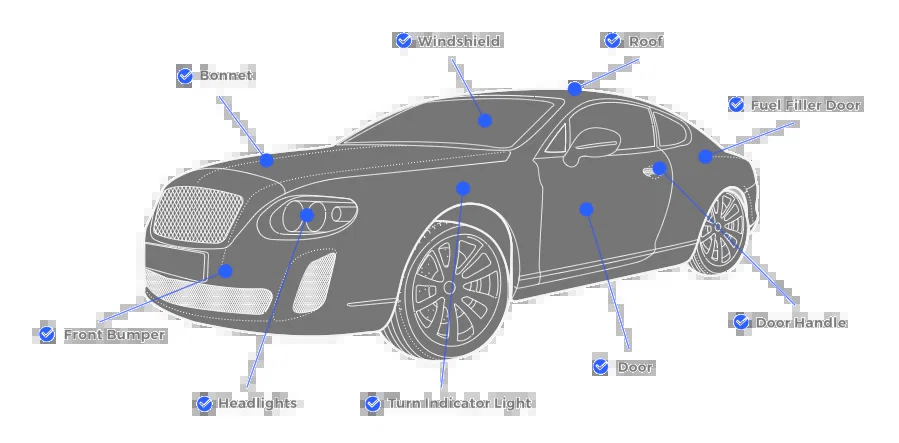 Windshield
Roof
Bonnet
Fuel Filler Door
Door Handle
Front Bumper
Door
Headlights
Turn Indicator Light